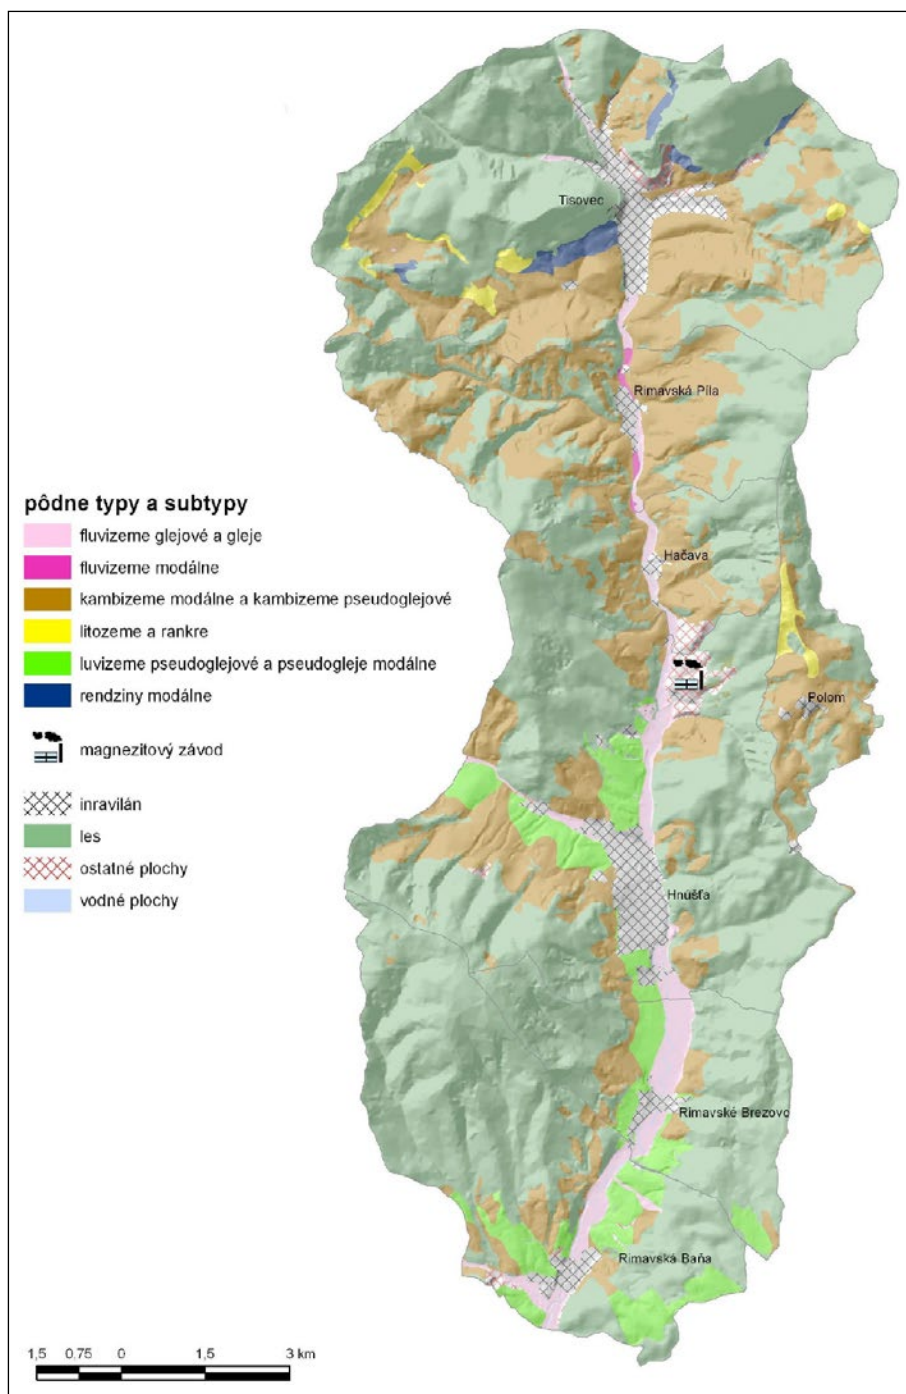 Tisovec
Rimavská Píla
pôdne typy a subtypy
fluvizeme glejové a gleje
fluvizeme modálne
Hačava
kambizeme modálne a kambizeme pseudoglejové
litozeme a rankre
luvizeme pseudoglejové a pseudogleje modálne
rendziny modálne
Polom
magnezitový závod
inravilán
les
ostatné plochy
vodné plochy
Hnúšťa
Rimavské Brezovo
Rimavská Baňa
1,5 0,75 0 1,5 3 km